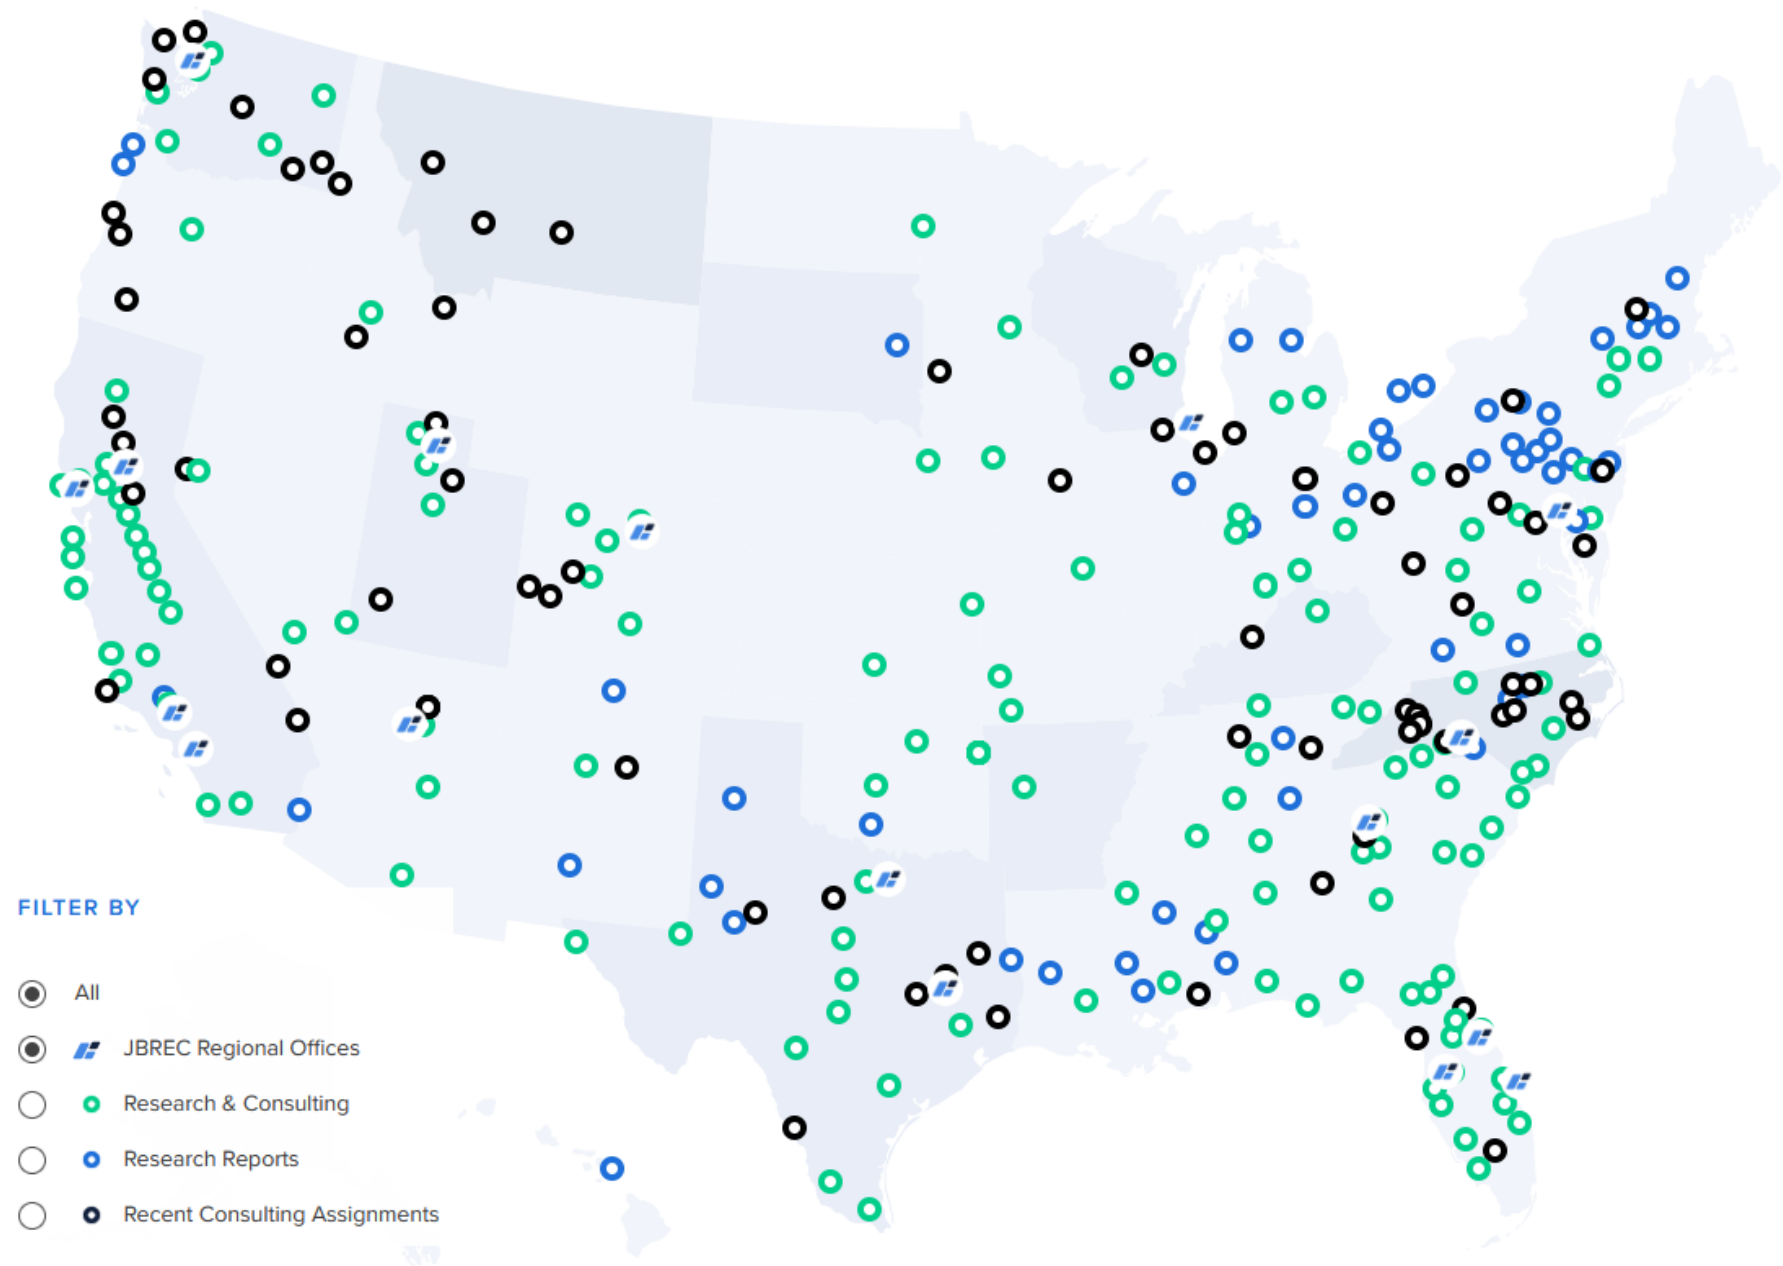 FILTER BY
All
JBREC Regional Offices
Research & Consulting
Research Reports
Recent Consulting Assignments